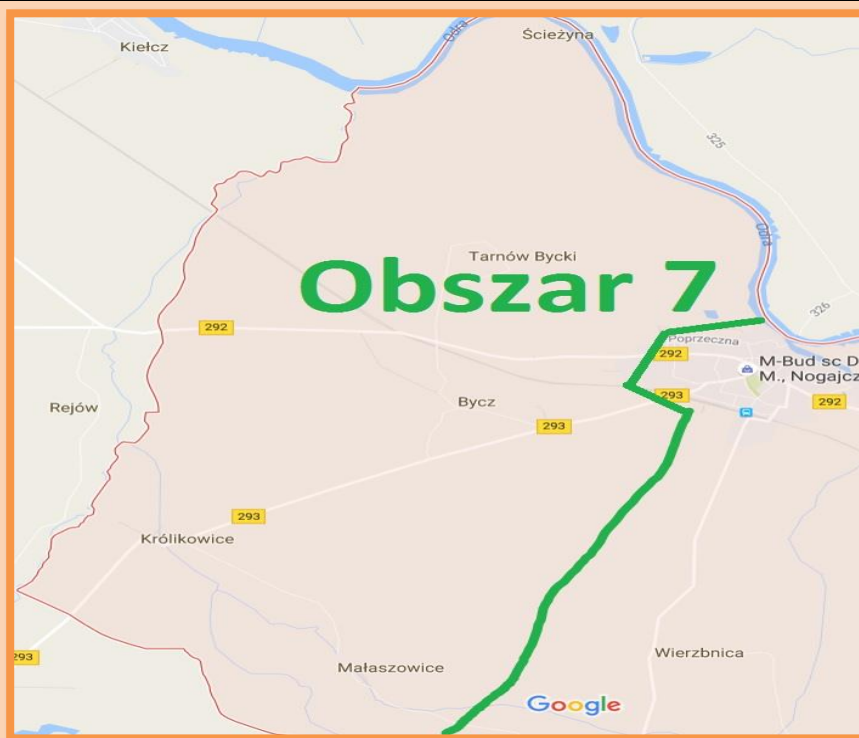 Kiełcz
Odra
Ścieżyna
325
Odra
Tarnów Bycki
Obszar 7
326
292
Poprzeczna
292
M-Bud sc D
M., Nogajcz
Rejów
Bycz
293
292
293
293
Królikowice
293
Małaszowice
Wierzbnica
Google